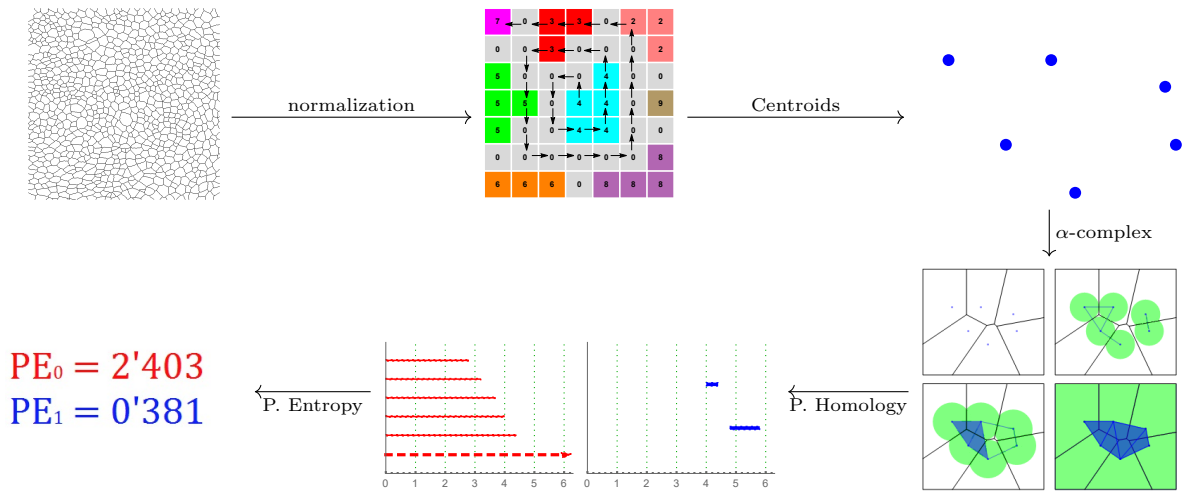 normalization
7 0 3 3 0 2 2
0 0 3 0 0 0 2
5 0 0 0 4 0 0
5 5 0 4 4 0 9
5 0 0 4 4 0 0
0 0 0 0 0 0 8
6 6 6 0 8 8 8
Centroids
α-complex
P. Homology
0 1 2 3 4 5 6
0 1 2 3 4 5 6
P. Entropy
PE₀ = 2'403
PE₁ = 0'381